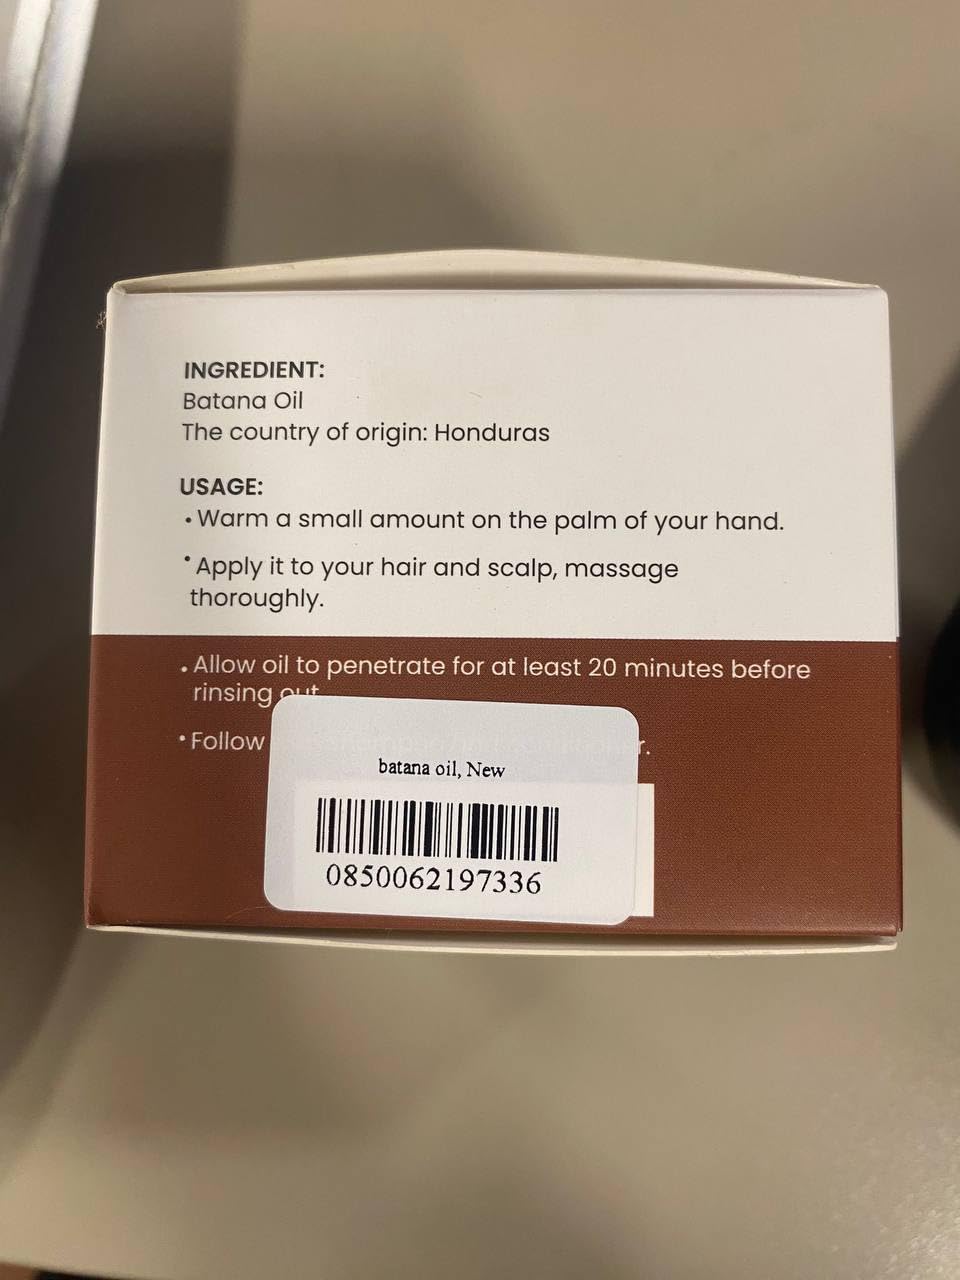 INGREDIENT:
Batana Oil
The country of origin: Honduras
USAGE:
• Warm a small amount on the palm of your hand.
• Apply it to your hair and scalp, massage
thoroughly.
• Allow oil to penetrate for at least 20 minutes before
rinsing out
• Follow
batana oil, New
0850062197336